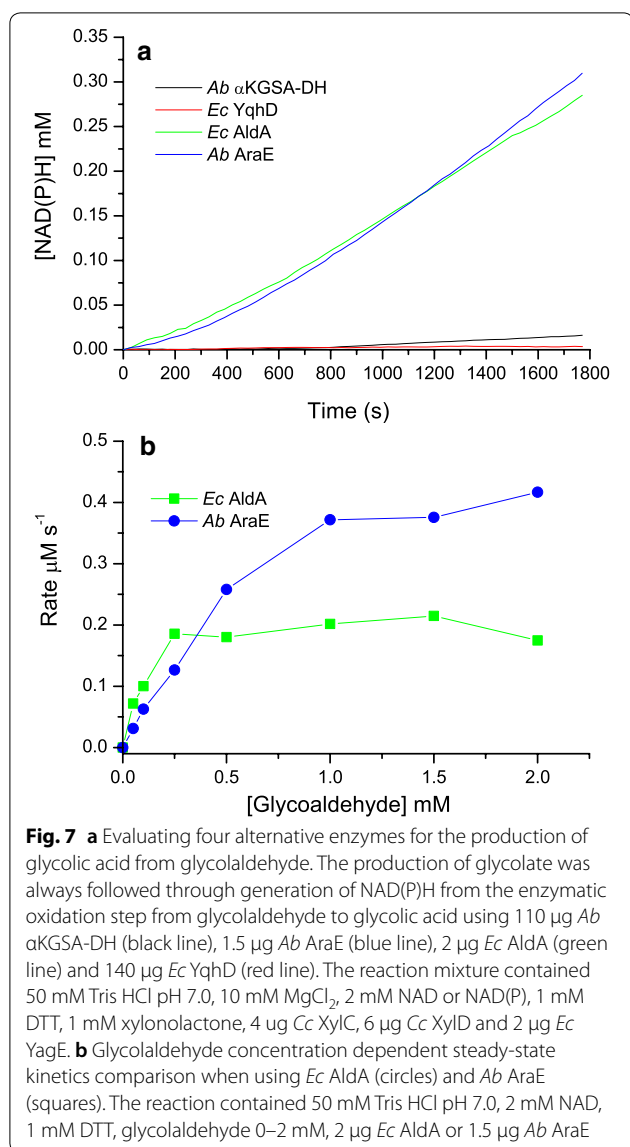 a
0.35
0.30
0.25
0.20
0.15
0.10
0.05
0.00
[NAD(P)H] mM
Ab αKGSA-DH
Ec YqhD
Ec AldA
Ab AraE
0 200 400 600 800 1000 1200 1400 1600 1800
Time (s)
b
0.5
0.4
0.3
0.2
0.1
0.0
Rate μM s⁻¹
Ec AldA
Ab AraE
0.0 0.5 1.0 1.5 2.0
[Glycoaldehyde] mM
Fig. 7 a Evaluating four alternative enzymes for the production of
glycolic acid from glycolaldehyde. The production of glycolate was
always followed through generation of NAD(P)H from the enzymatic
oxidation step from glycolaldehyde to glycolic acid using 110 μg Ab
αKGSA-DH (black line), 1.5 μg Ab AraE (blue line), 2 μg Ec AldA (green
line) and 140 μg Ec YqhD (red line). The reaction mixture contained
50 mM Tris HCl pH 7.0, 10 mM MgCl₂, 2 mM NAD or NAD(P), 1 mM
DTT, 1 mM xylonolactone, 4 ug Cc XylC, 6 μg Cc XylD and 2 μg Ec
YagE. b Glycolaldehyde concentration dependent steady-state
kinetics comparison when using Ec AldA (circles) and Ab AraE
(squares). The reaction contained 50 mM Tris HCl pH 7.0, 2 mM NAD,
1 mM DTT, glycolaldehyde 0–2 mM, 2 μg Ec AldA or 1.5 μg Ab AraE